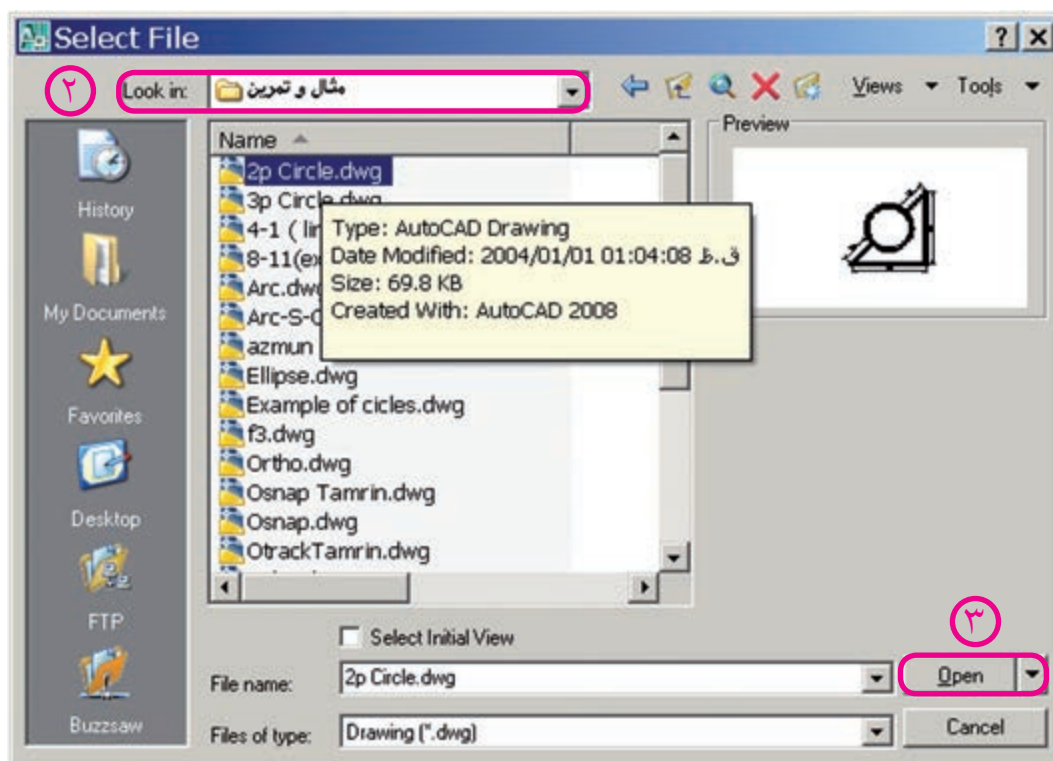 Select File
۲
Look in: مثال و تمرین
Views Tools
History
My Documents
Favorites
Desktop
FTP
Buzzsaw
Name
2p Circle.dwg
3p Circle.dwg
4-1 ( lin
8-11(ex
Arc.dwg
Arc-S-C
azmun
Ellipse.dwg
Example of cicles.dwg
f3.dwg
Ortho.dwg
Osnap Tamrin.dwg
Osnap.dwg
OtrackTamrin.dwg
Type: AutoCAD Drawing
Date Modified: 2004/01/01 01:04:08 ق.ظ
Size: 69.8 KB
Created With: AutoCAD 2008
Preview
Select Initial View
۳
File name: 2p Circle.dwg Open
Files of type: Drawing (*.dwg) Cancel